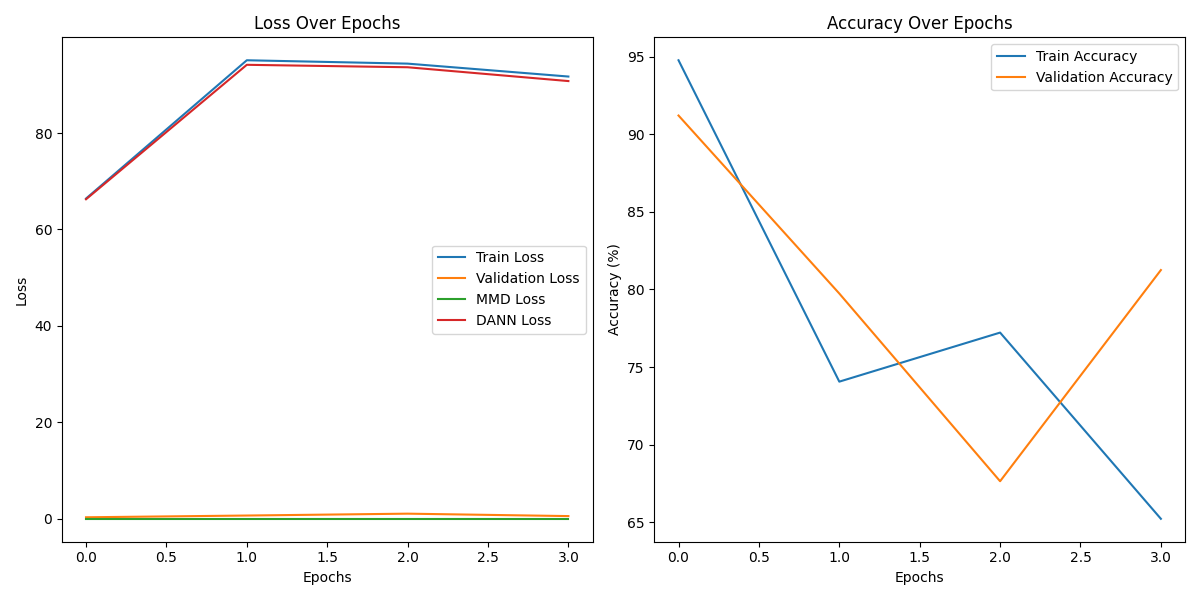 Loss Over Epochs
Loss
80
60
40
20
0
0.0 0.5 1.0 1.5 2.0 2.5 3.0
Epochs
Train Loss
Validation Loss
MMD Loss
DANN Loss
Accuracy Over Epochs
Accuracy (%)
95
90
85
80
75
70
65
0.0 0.5 1.0 1.5 2.0 2.5 3.0
Epochs
Train Accuracy
Validation Accuracy